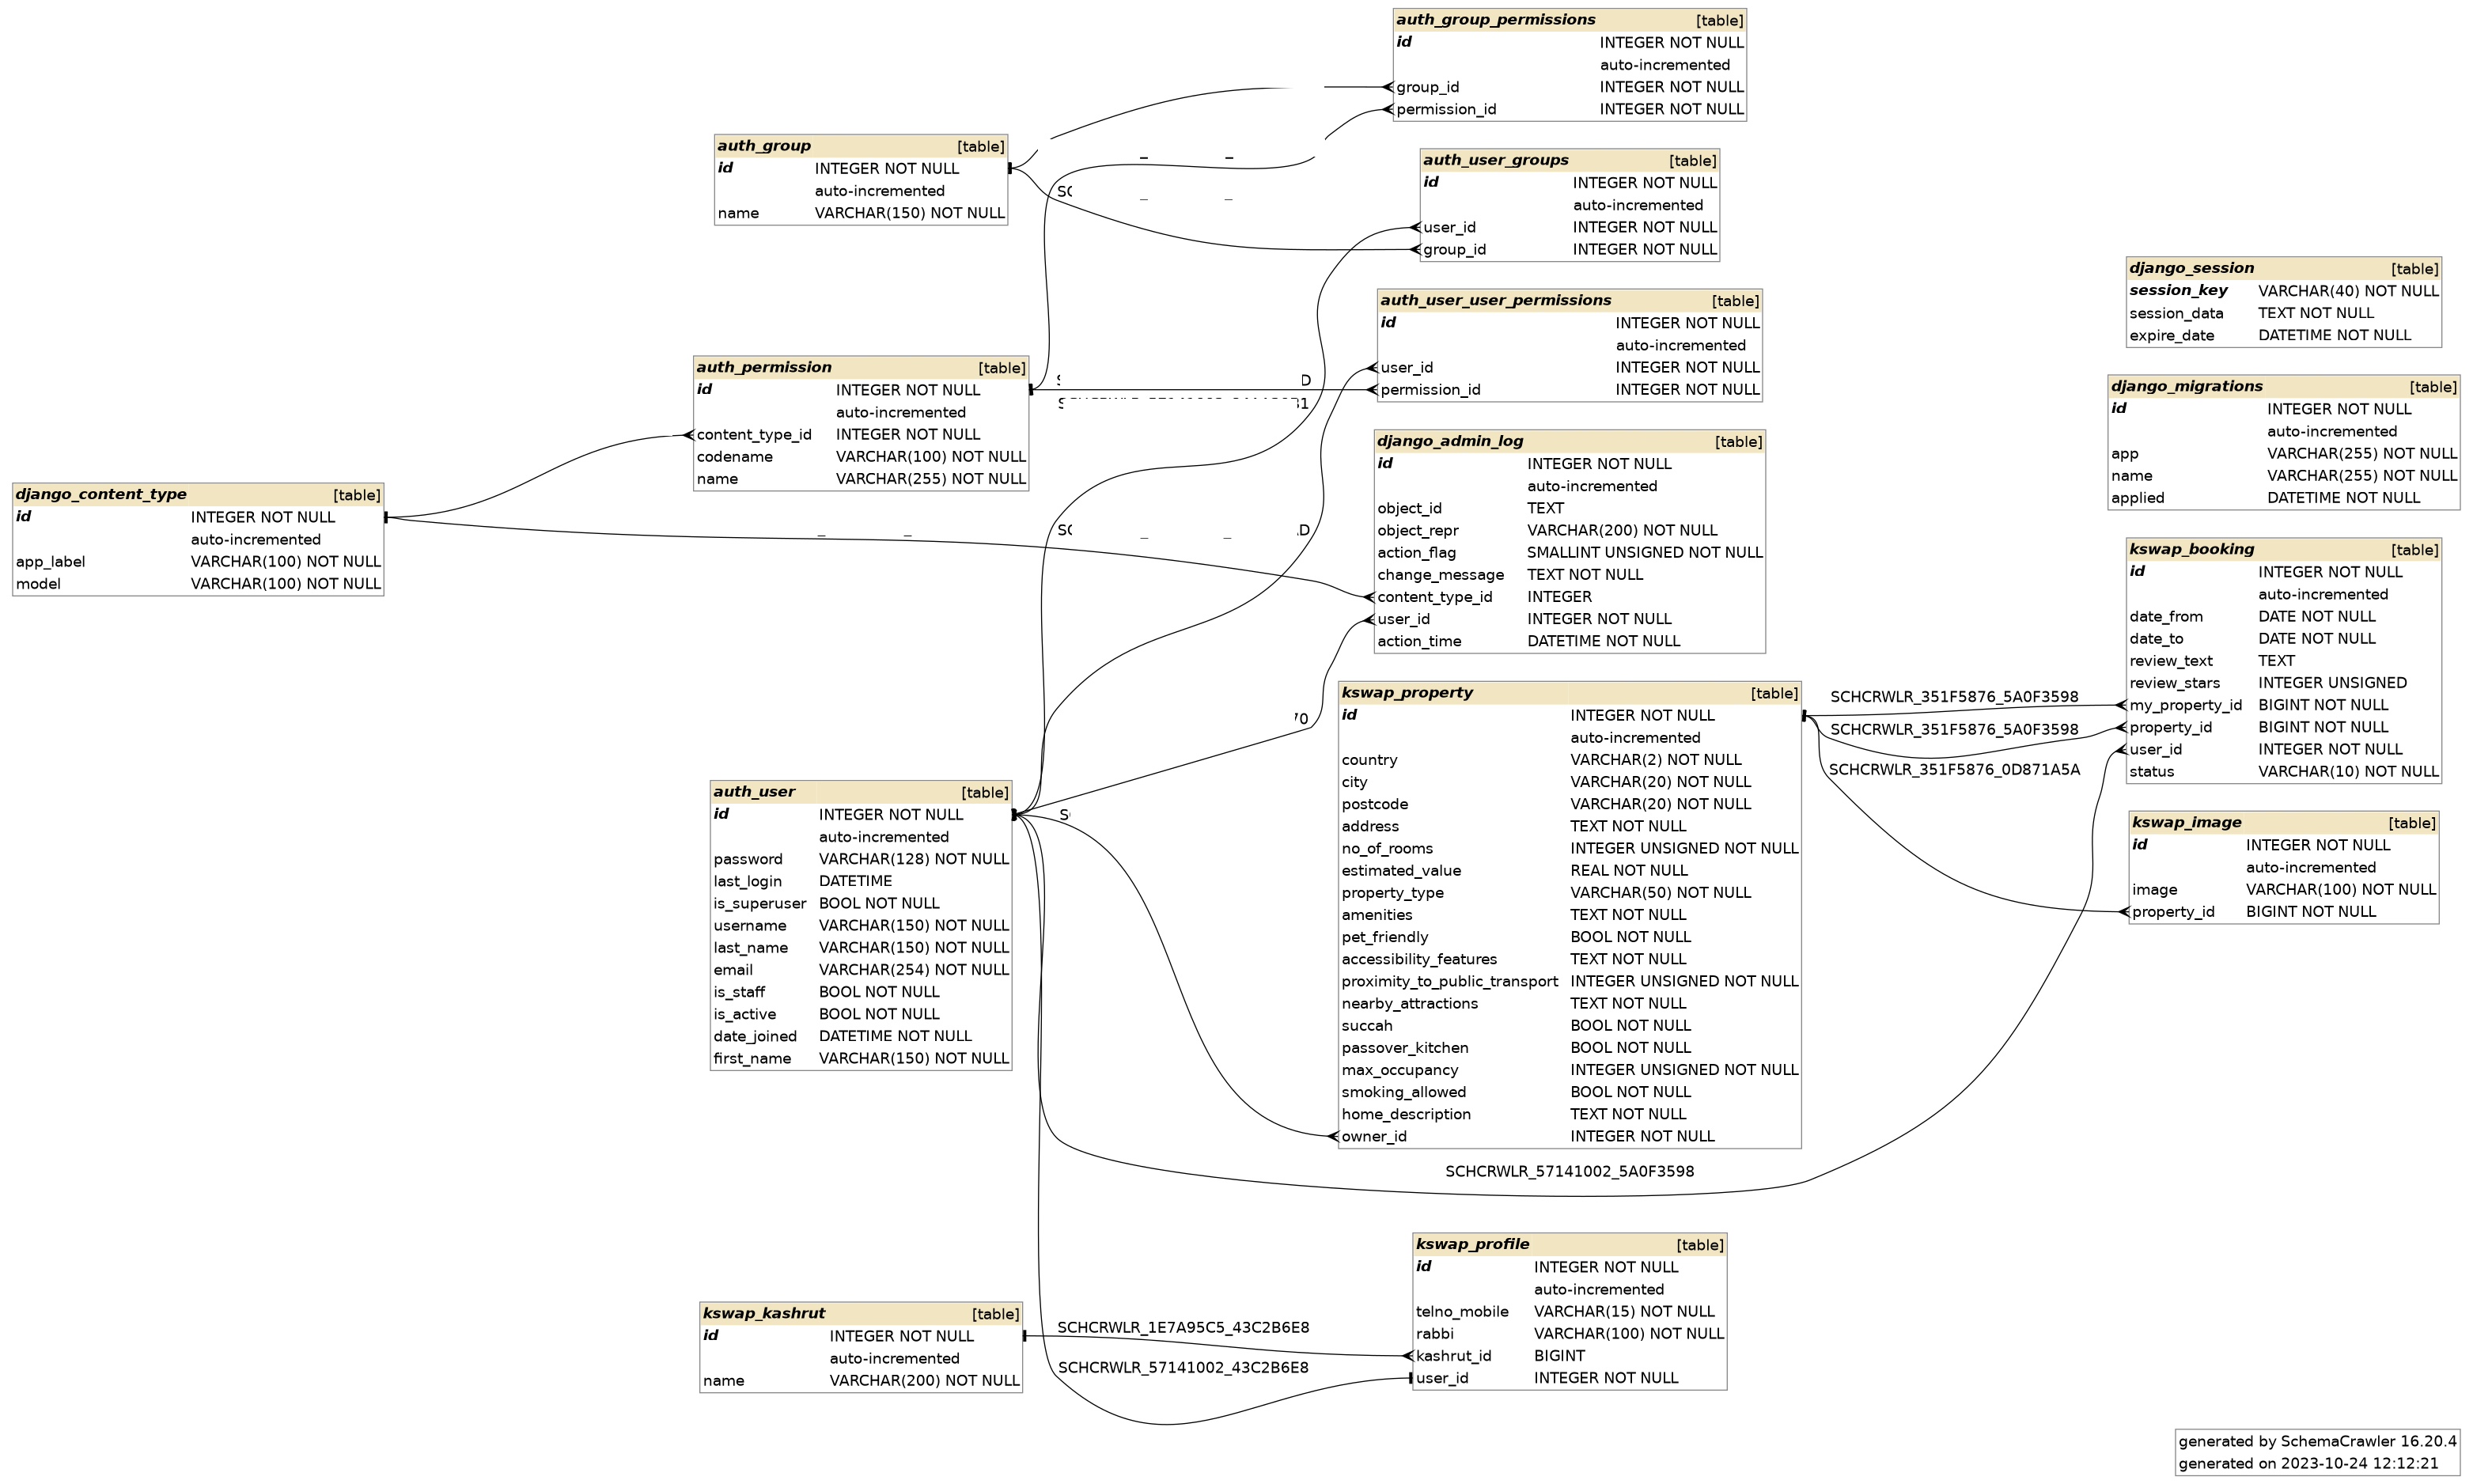 auth_group_permissions [table]
id INTEGER NOT NULL
auto-incremented
group_id INTEGER NOT NULL
permission_id INTEGER NOT NULL
auth_group [table]
id INTEGER NOT NULL
auto-incremented
name VARCHAR(150) NOT NULL
auth_user_groups [table]
id INTEGER NOT NULL
auto-incremented
user_id INTEGER NOT NULL
group_id INTEGER NOT NULL
django_session [table]
session_key VARCHAR(40) NOT NULL
session_data TEXT NOT NULL
expire_date DATETIME NOT NULL
auth_user_user_permissions [table]
id INTEGER NOT NULL
auto-incremented
user_id INTEGER NOT NULL
permission_id INTEGER NOT NULL
auth_permission [table]
id INTEGER NOT NULL
auto-incremented
content_type_id INTEGER NOT NULL
codename VARCHAR(100) NOT NULL
name VARCHAR(255) NOT NULL
django_migrations [table]
id INTEGER NOT NULL
auto-incremented
app VARCHAR(255) NOT NULL
name VARCHAR(255) NOT NULL
applied DATETIME NOT NULL
django_content_type [table]
id INTEGER NOT NULL
auto-incremented
app_label VARCHAR(100) NOT NULL
model VARCHAR(100) NOT NULL
django_admin_log [table]
id INTEGER NOT NULL
auto-incremented
object_id TEXT
object_repr VARCHAR(200) NOT NULL
action_flag SMALLINT UNSIGNED NOT NULL
change_message TEXT NOT NULL
content_type_id INTEGER
user_id INTEGER NOT NULL
action_time DATETIME NOT NULL
kswap_booking [table]
id INTEGER NOT NULL
auto-incremented
date_from DATE NOT NULL
date_to DATE NOT NULL
review_text TEXT
review_stars INTEGER UNSIGNED
my_property_id BIGINT NOT NULL
property_id BIGINT NOT NULL
user_id INTEGER NOT NULL
status VARCHAR(10) NOT NULL
SCHCRWLR_351F5876_5A0F3598
SCHCRWLR_351F5876_5A0F3598
SCHCRWLR_351F5876_0D871A5A
kswap_property [table]
id INTEGER NOT NULL
auto-incremented
country VARCHAR(2) NOT NULL
city VARCHAR(20) NOT NULL
postcode VARCHAR(20) NOT NULL
address TEXT NOT NULL
no_of_rooms INTEGER UNSIGNED NOT NULL
estimated_value REAL NOT NULL
property_type VARCHAR(50) NOT NULL
amenities TEXT NOT NULL
pet_friendly BOOL NOT NULL
accessibility_features TEXT NOT NULL
proximity_to_public_transport INTEGER UNSIGNED NOT NULL
nearby_attractions TEXT NOT NULL
succah BOOL NOT NULL
passover_kitchen BOOL NOT NULL
max_occupancy INTEGER UNSIGNED NOT NULL
smoking_allowed BOOL NOT NULL
home_description TEXT NOT NULL
owner_id INTEGER NOT NULL
auth_user [table]
id INTEGER NOT NULL
auto-incremented
password VARCHAR(128) NOT NULL
last_login DATETIME
is_superuser BOOL NOT NULL
username VARCHAR(150) NOT NULL
last_name VARCHAR(150) NOT NULL
email VARCHAR(254) NOT NULL
is_staff BOOL NOT NULL
is_active BOOL NOT NULL
date_joined DATETIME NOT NULL
first_name VARCHAR(150) NOT NULL
kswap_image [table]
id INTEGER NOT NULL
auto-incremented
image VARCHAR(100) NOT NULL
property_id BIGINT NOT NULL
SCHCRWLR_57141002_5A0F3598
kswap_profile [table]
id INTEGER NOT NULL
auto-incremented
telno_mobile VARCHAR(15) NOT NULL
rabbi VARCHAR(100) NOT NULL
kashrut_id BIGINT
user_id INTEGER NOT NULL
kswap_kashrut [table]
id INTEGER NOT NULL
auto-incremented
name VARCHAR(200) NOT NULL
SCHCRWLR_1E7A95C5_43C2B6E8
SCHCRWLR_57141002_43C2B6E8
generated by SchemaCrawler 16.20.4
generated on 2023-10-24 12:12:21